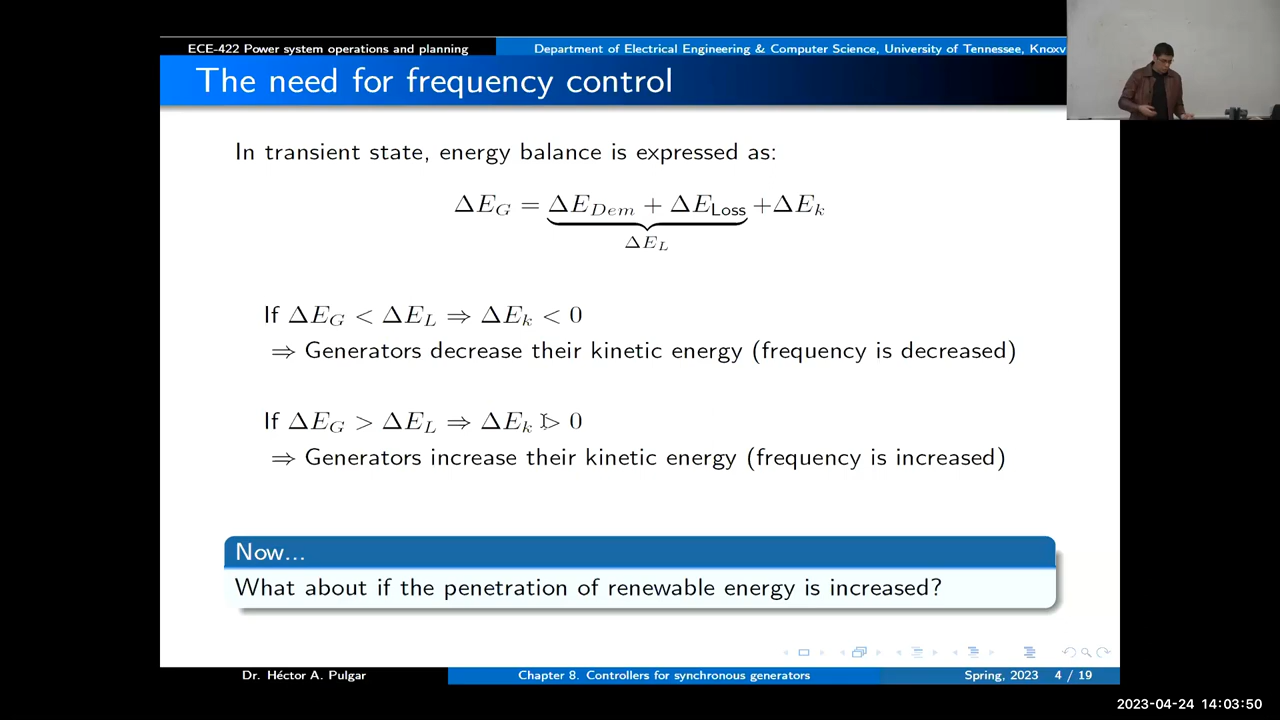 ECE-422 Power system operations and planning
Department of Electrical Engineering & Computer Science, University of Tennessee, Knoxv
The need for frequency control
In transient state, energy balance is expressed as:
ΔE_G = ΔE_Dem + ΔE_Loss + ΔE_k
ΔE_L
If ΔE_G < ΔE_L ⇒ ΔE_k < 0
⇒ Generators decrease their kinetic energy (frequency is decreased)
If ΔE_G > ΔE_L ⇒ ΔE_k > 0
⇒ Generators increase their kinetic energy (frequency is increased)
Now...
What about if the penetration of renewable energy is increased?
Dr. Héctor A. Pulgar
Chapter 8. Controllers for synchronous generators
Spring, 2023 4 / 19
2023-04-24 14:03:50